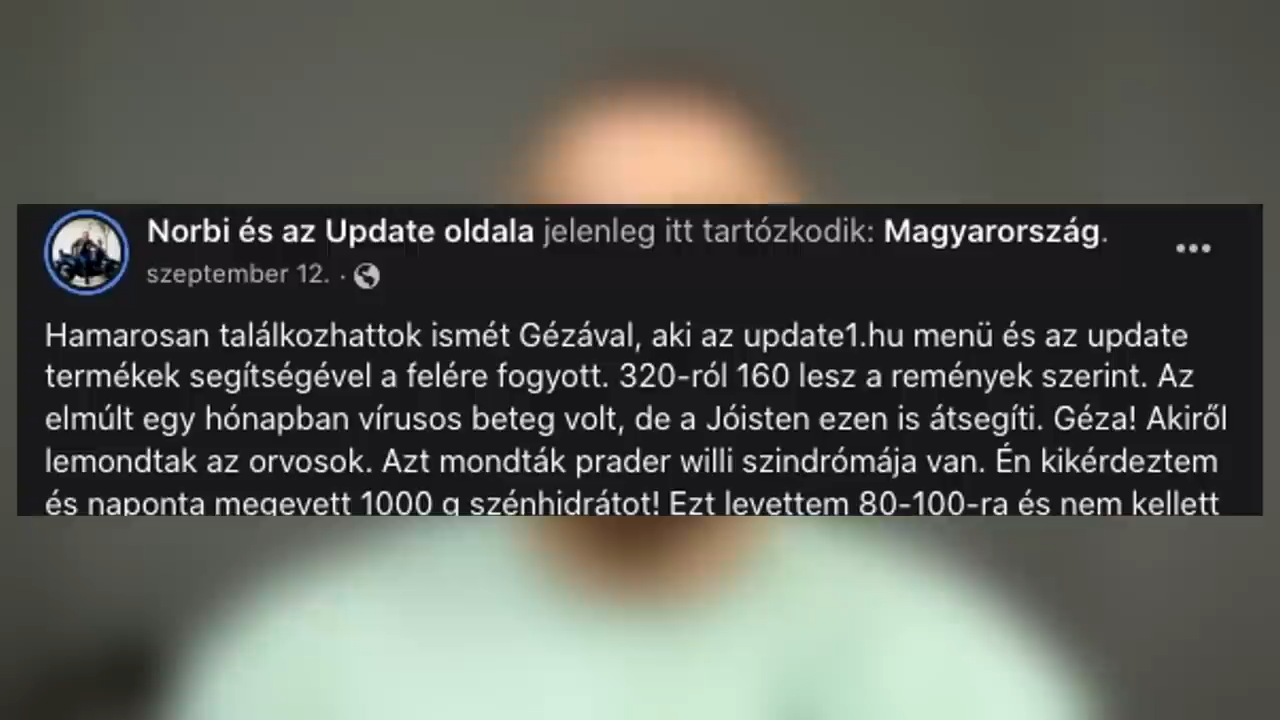 Norbi és az Update oldala jelenleg itt tartózkodik: Magyarország.
szeptember 12. ·
Hamarosan találkozhattok ismét Gézával, aki az update1.hu menü és az update
termékek segítségével a felére fogyott. 320-ról 160 lesz a remények szerint. Az
elmúlt egy hónapban vírusos beteg volt, de a Jóisten ezen is átsegíti. Géza! Akiről
lemondtak az orvosok. Azt mondták prader willi szindrómája van. Én kikérdeztem
és naponta megevett 1000 g szénhidrátot! Ezt levettem 80-100-ra és nem kellett